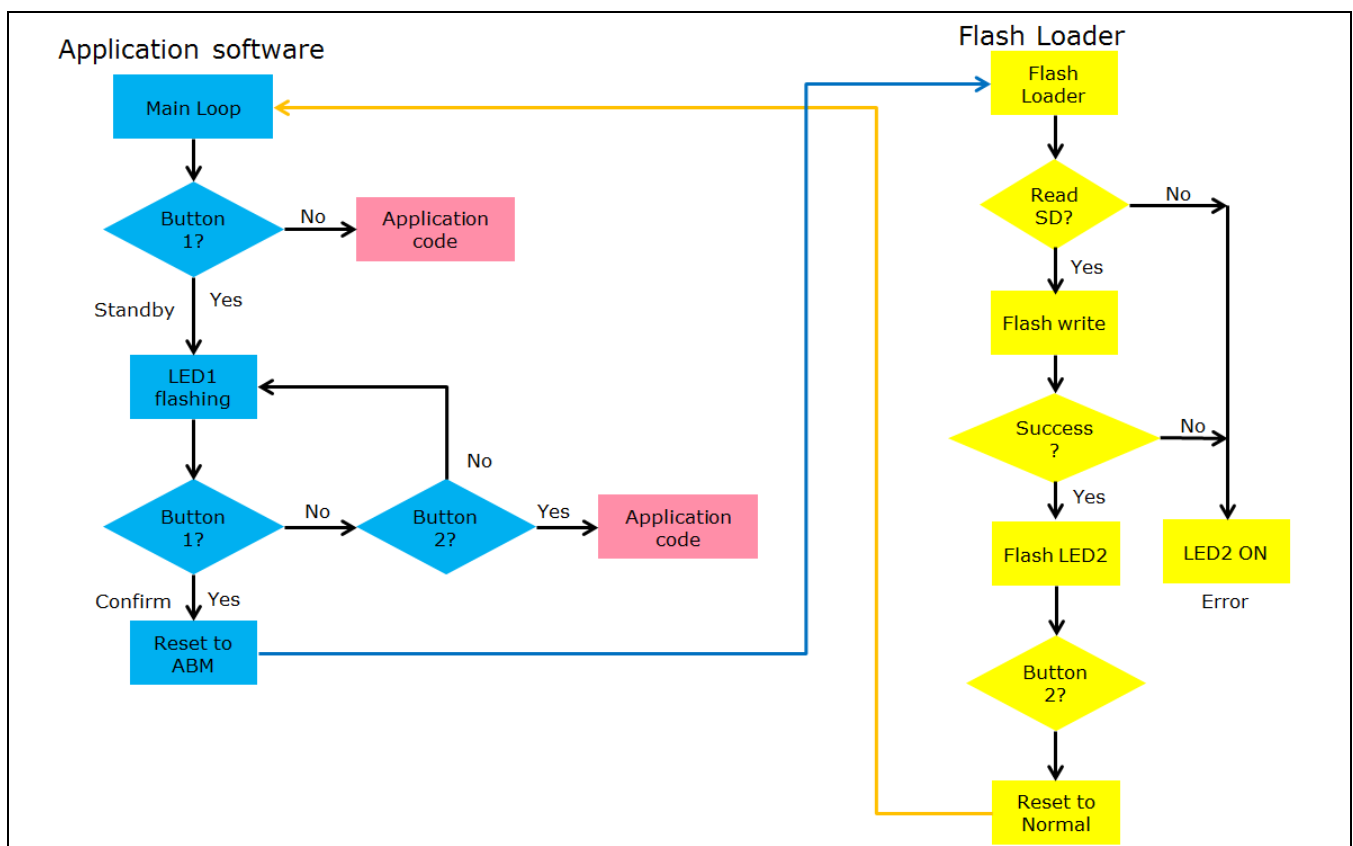 Application software
Main Loop
Button
1?
No
Application
code
Standby
Yes
LED1
flashing
Button
1?
No
Button
2?
No
Yes
Application
code
Confirm
Yes
Reset to
ABM
Flash Loader
Flash
Loader
Read
SD?
No
Yes
Flash write
Success
?
No
Yes
Flash LED2
LED2 ON
Error
Button
2?
Reset to
Normal